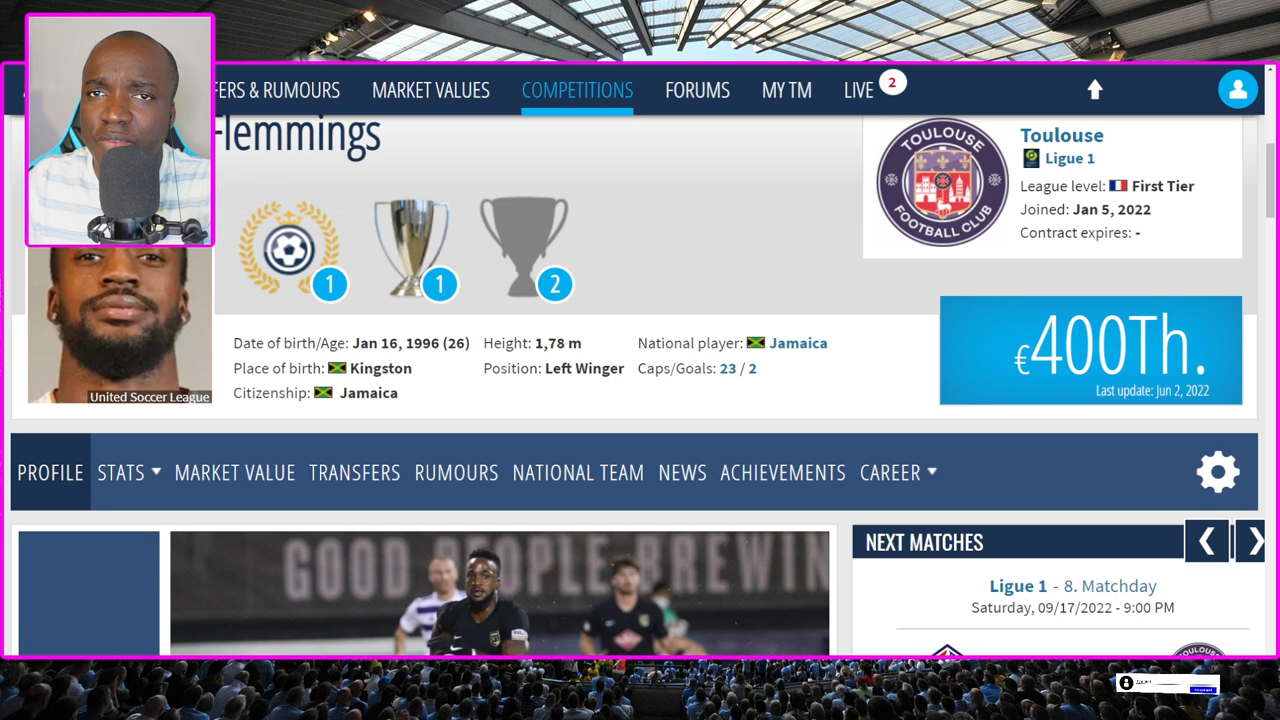 FERS & RUMOURS MARKET VALUES COMPETITIONS FORUMS MY TM LIVE 2
Flemmings
1 1 2
TOULOUSE
FOOTBALL CLUB
Toulouse
Ligue 1
League level: First Tier
Joined: Jan 5, 2022
Contract expires: -
€400Th.
Last update: Jun 2, 2022
United Soccer League
Date of birth/Age: Jan 16, 1996 (26)
Place of birth: Kingston
Citizenship: Jamaica
Height: 1,78 m
Position: Left Winger
National player: Jamaica
Caps/Goals: 23 / 2
PROFILE STATS MARKET VALUE TRANSFERS RUMOURS NATIONAL TEAM NEWS ACHIEVEMENTS CAREER
GOOD PEOPLE BREWIN
NEXT MATCHES
Ligue 1 - 8. Matchday
Saturday, 09/17/2022 - 9:00 PM